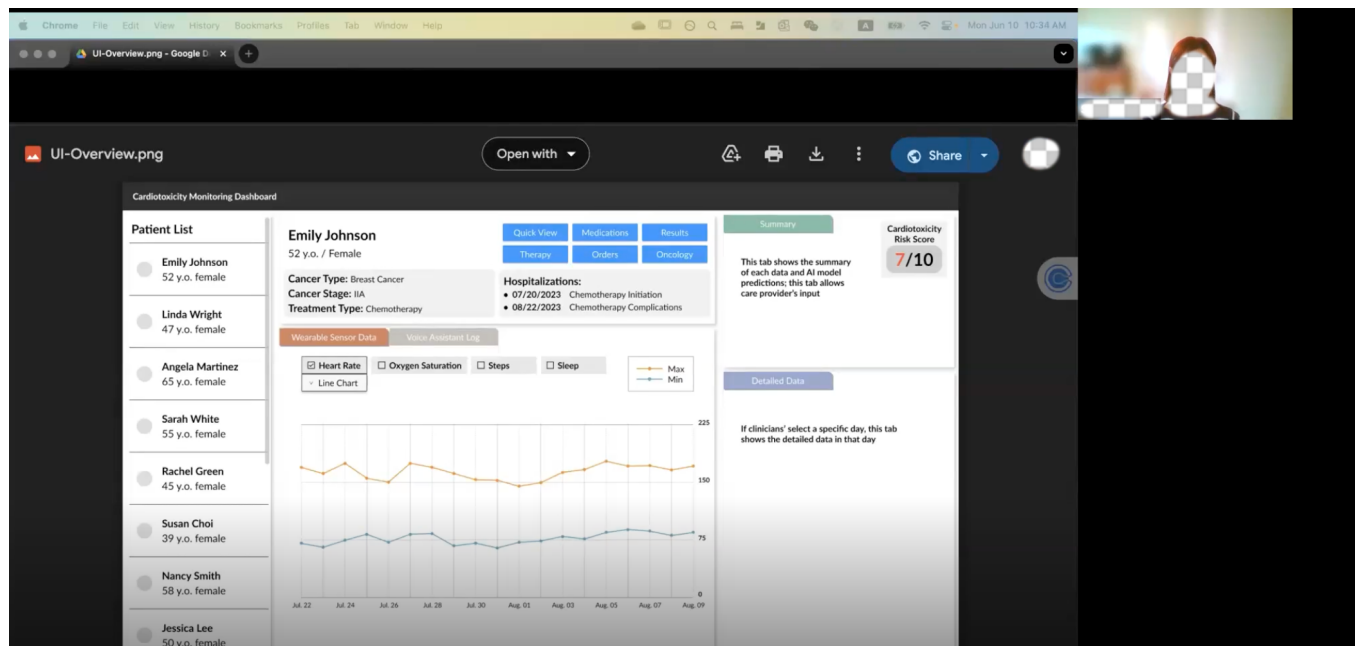 Chrome File Edit View History Bookmarks Profiles Tab Window Help
Mon Jun 10 10:34 AM
UI-Overview.png - Google D
UI-Overview.png
Open with
Share
Cardiotoxicity Monitoring Dashboard
Patient List
Emily Johnson
52 y.o. female
Linda Wright
47 y.o. female
Angela Martinez
65 y.o. female
Sarah White
55 y.o. female
Rachel Green
45 y.o. female
Susan Choi
39 y.o. female
Nancy Smith
58 y.o. female
Jessica Lee
50 y.o. female
Emily Johnson
52 y.o. / Female
Quick View Medications Results
Therapy Orders Oncology
Cancer Type: Breast Cancer
Cancer Stage: IIA
Treatment Type: Chemotherapy
Hospitalizations:
• 07/20/2023 Chemotherapy Initiation
• 08/22/2023 Chemotherapy Complications
Wearable Sensor Data
Voice Assistant Log
Heart Rate Oxygen Saturation Steps Sleep
Line Chart
Max
Min
225
150
75
0
Jul. 22 Jul. 24 Jul. 26 Jul. 28 Jul. 30 Aug. 01 Aug. 03 Aug. 05 Aug. 07 Aug. 09
Summary
This tab shows the summary
of each data and AI model
predictions; this tab allows
care provider's input
Cardiotoxicity
Risk Score
7/10
Detailed Data
If clinicians' select a specific day, this tab
shows the detailed data in that day